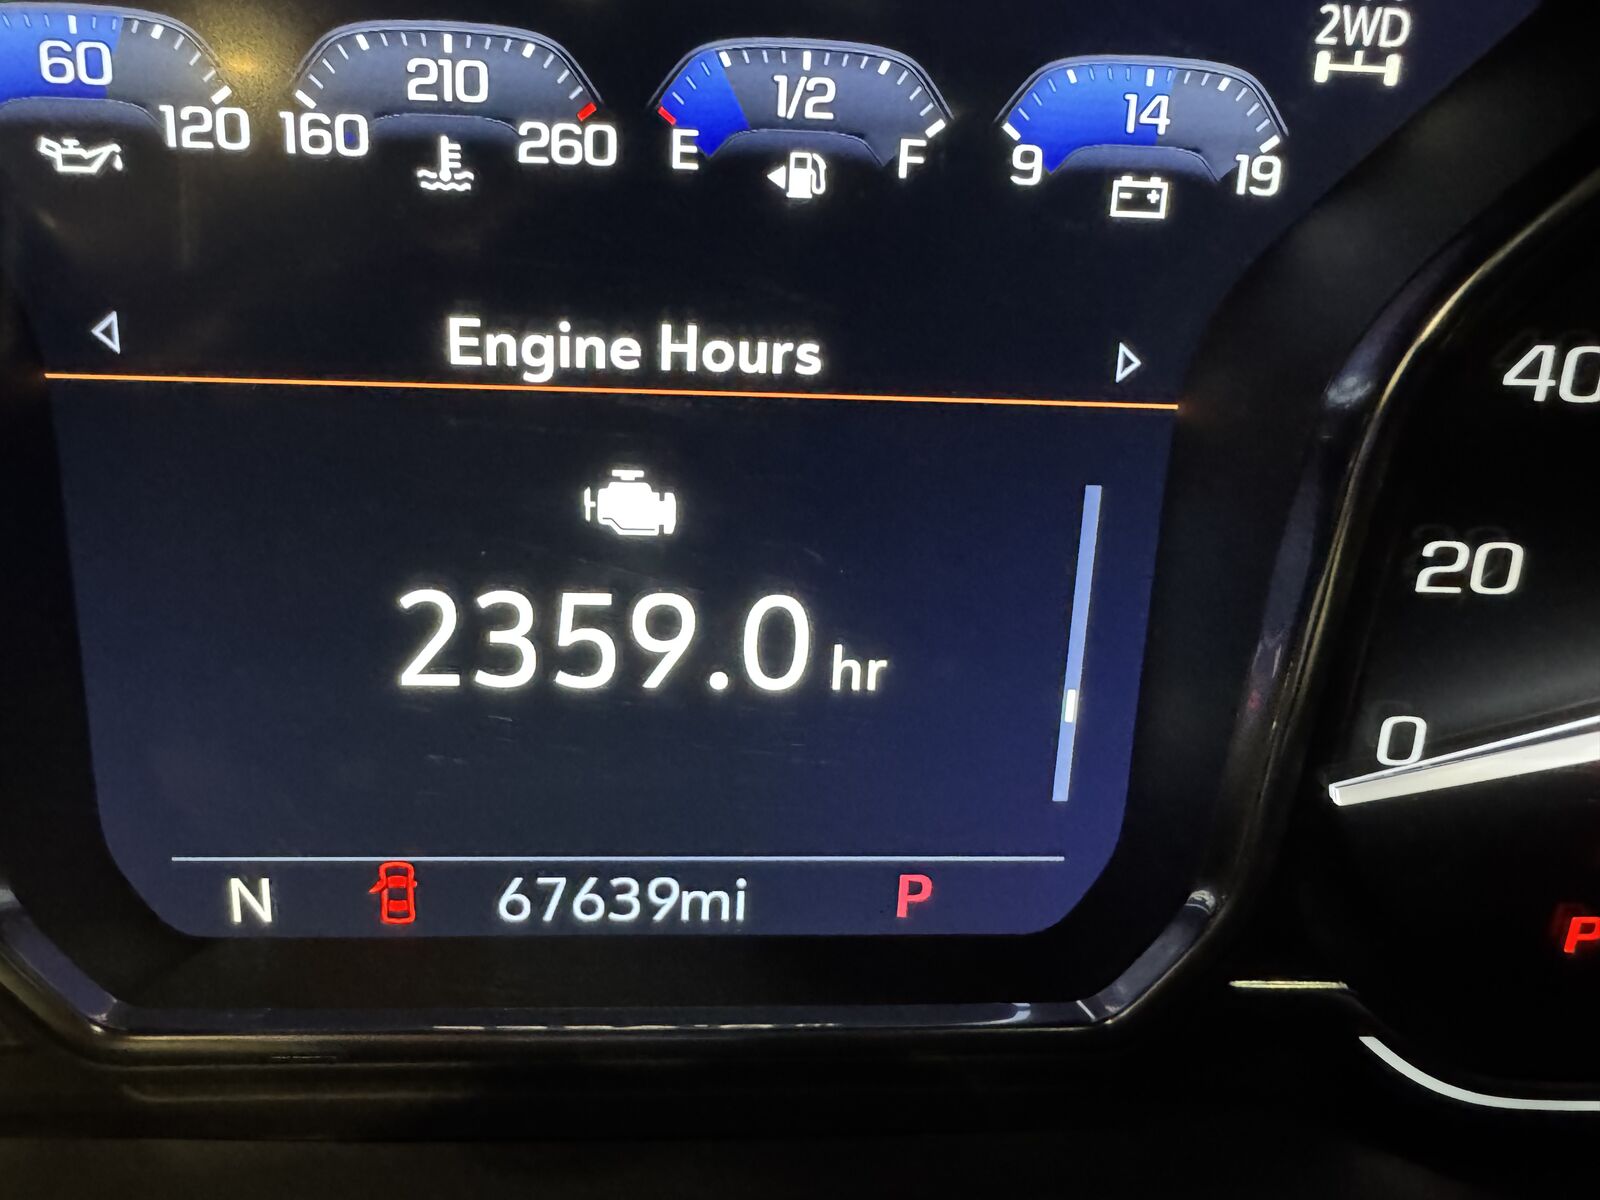 2WD
60
120
160
210
260
E
1/2
F
9
14
19
Engine Hours
2359.0 hr
N
67639mi
P
40
20
0
P